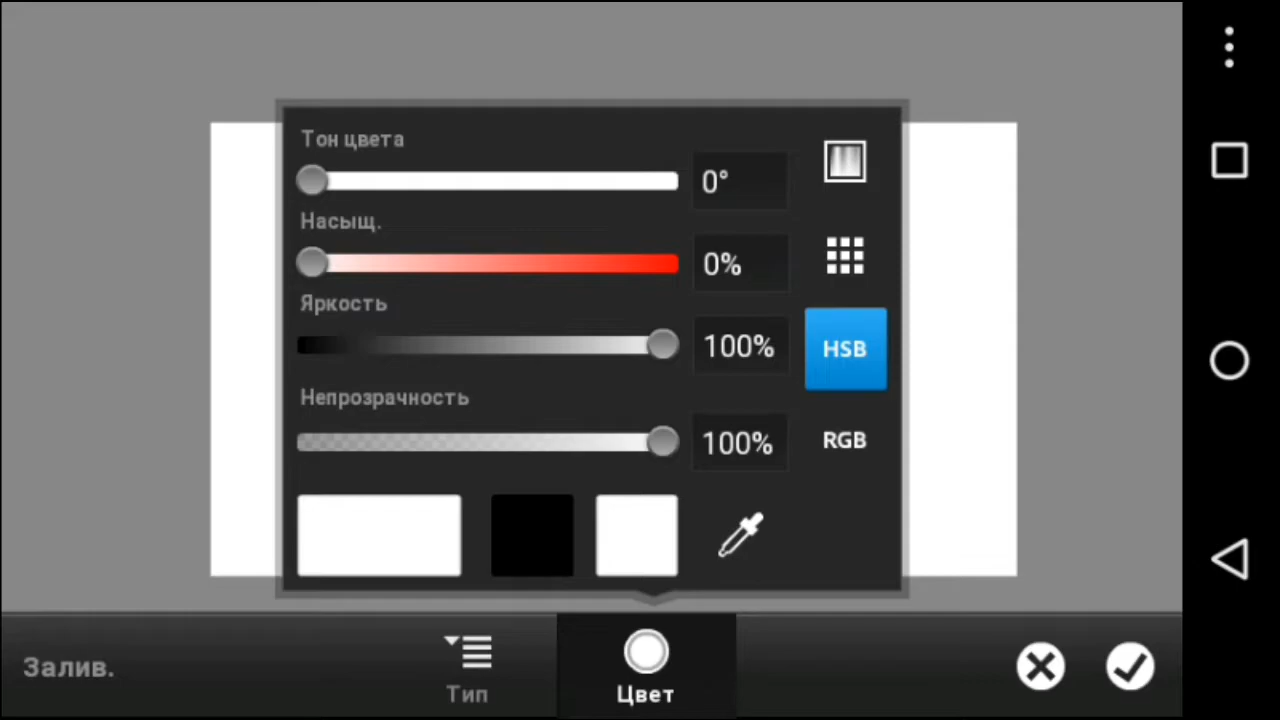 Тон цвета
0°
Насыщ.
0%
Яркость
100%
HSB
Непрозрачность
100%
RGB
Залив.
Тип
Цвет